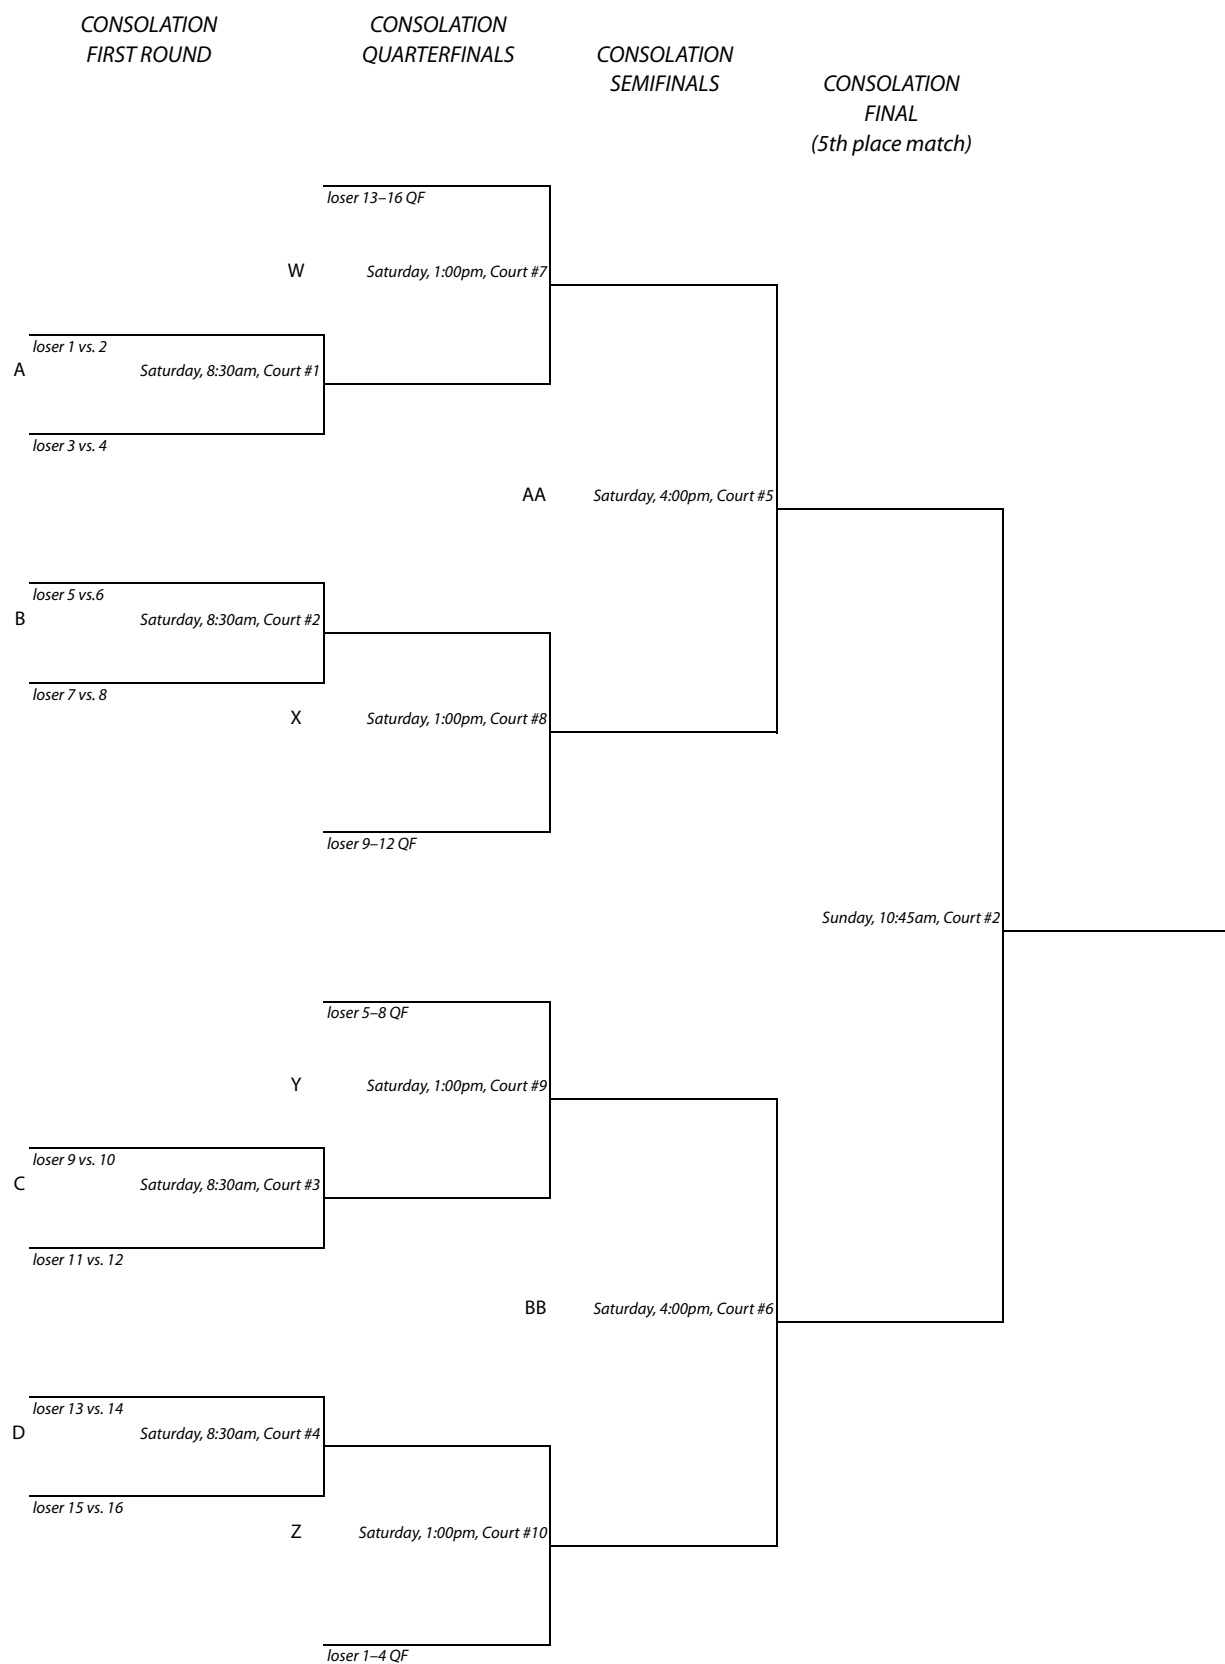 CONSOLATION
FIRST ROUND
CONSOLATION
QUARTERFINALS
CONSOLATION
SEMIFINALS
CONSOLATION
FINAL
(5th place match)
loser 13–16 QF
W
Saturday, 1:00pm, Court #7
loser 1 vs. 2
A
Saturday, 8:30am, Court #1
loser 3 vs. 4
AA
Saturday, 4:00pm, Court #5
loser 5 vs.6
B
Saturday, 8:30am, Court #2
loser 7 vs. 8
X
Saturday, 1:00pm, Court #8
loser 9–12 QF
Sunday, 10:45am, Court #2
loser 5–8 QF
Y
Saturday, 1:00pm, Court #9
loser 9 vs. 10
C
Saturday, 8:30am, Court #3
loser 11 vs. 12
BB
Saturday, 4:00pm, Court #6
loser 13 vs. 14
D
Saturday, 8:30am, Court #4
loser 15 vs. 16
Z
Saturday, 1:00pm, Court #10
loser 1–4 QF